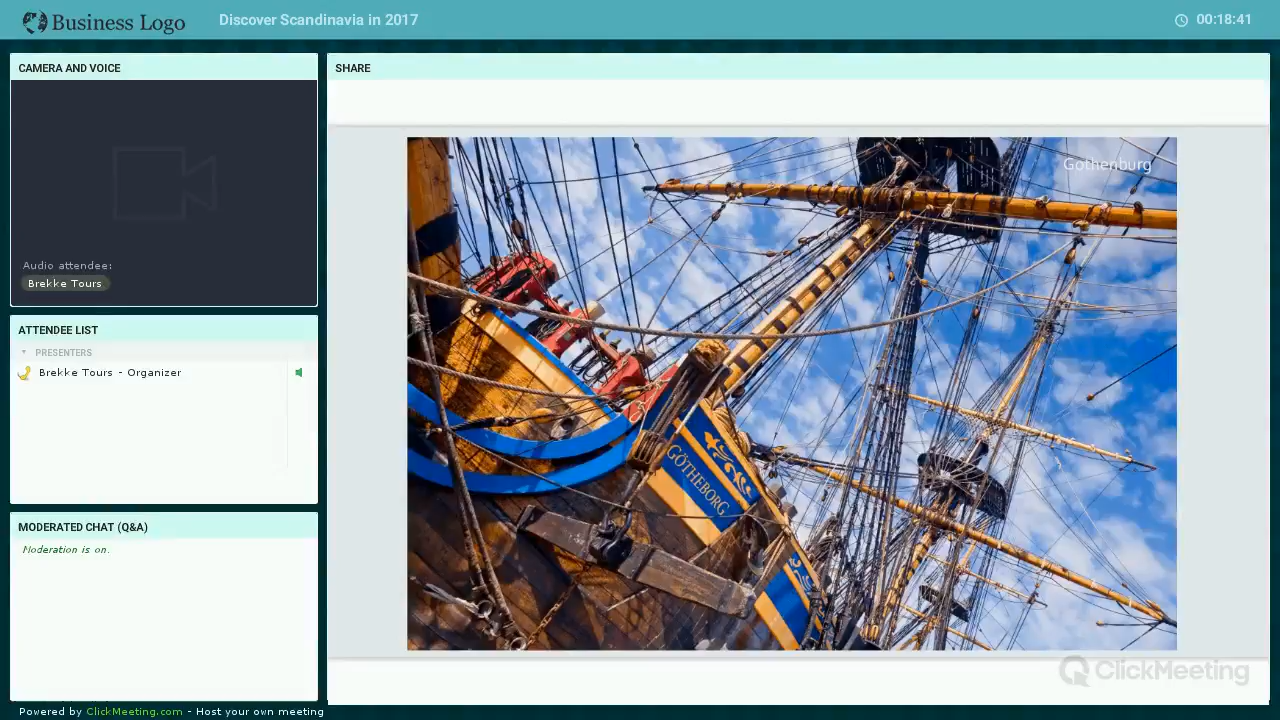 Business Logo
Discover Scandinavia in 2017
00:18:41
CAMERA AND VOICE
Audio attendee:
Brekke Tours
ATTENDEE LIST
PRESENTERS
Brekke Tours - Organizer
MODERATED CHAT (Q&A)
Moderation is on.
SHARE
Gothenburg
GÖTHEBORG
ClickMeeting
Powered by ClickMeeting.com - Host your own meeting